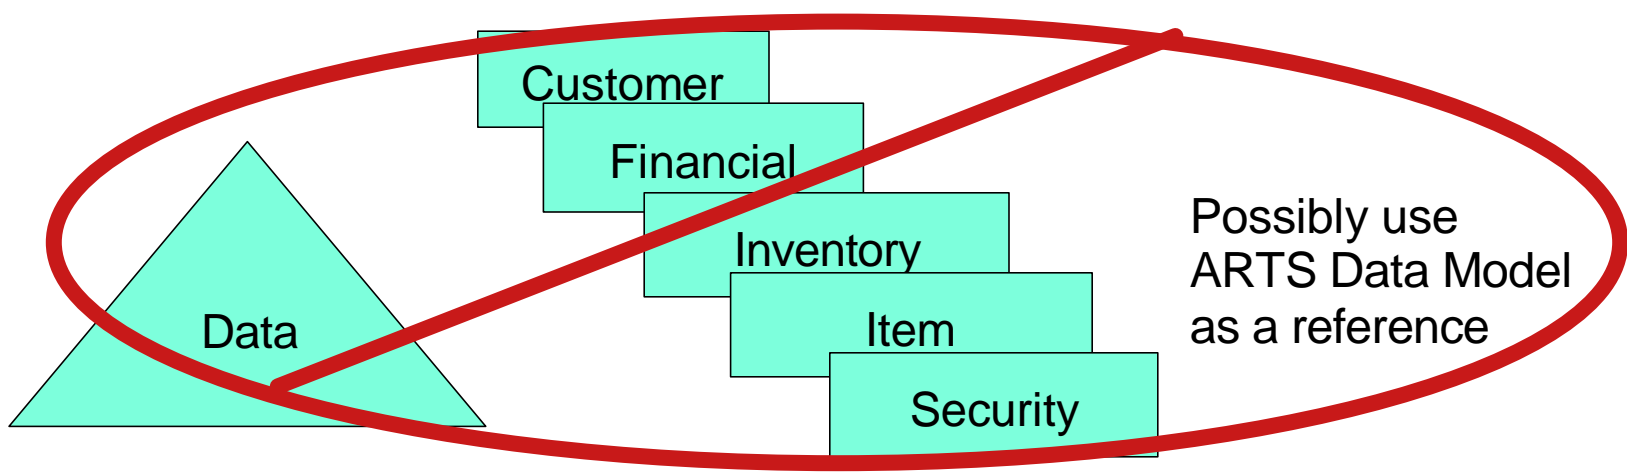 Customer
Financial
Inventory
Item
Security
Data
Possibly use
ARTS Data Model
as a reference